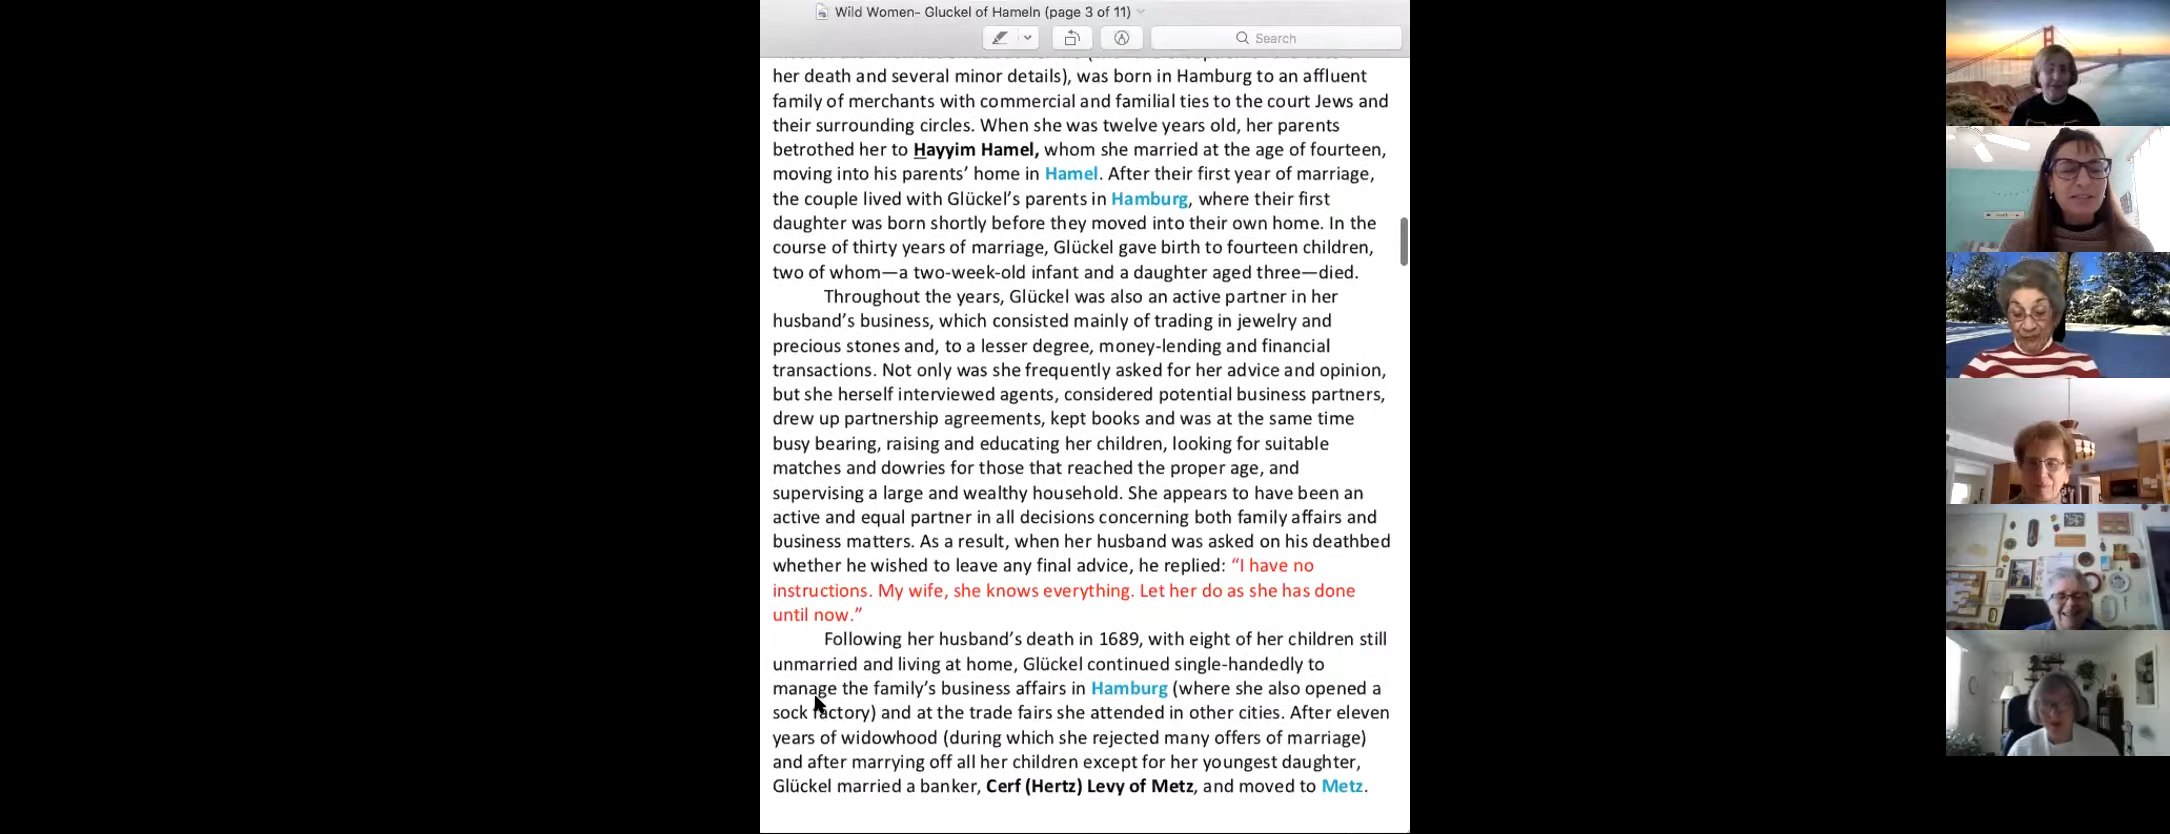 Wild Women- Gluckel of Hameln (page 3 of 11)
Search
her death and several minor details), was born in Hamburg to an affluent
family of merchants with commercial and familial ties to the court Jews and
their surrounding circles. When she was twelve years old, her parents
betrothed her to Hayyim Hamel, whom she married at the age of fourteen,
moving into his parents’ home in Hamel. After their first year of marriage,
the couple lived with Glückel’s parents in Hamburg, where their first
daughter was born shortly before they moved into their own home. In the
course of thirty years of marriage, Glückel gave birth to fourteen children,
two of whom—a two-week-old infant and a daughter aged three—died.
Throughout the years, Glückel was also an active partner in her
husband’s business, which consisted mainly of trading in jewelry and
precious stones and, to a lesser degree, money-lending and financial
transactions. Not only was she frequently asked for her advice and opinion,
but she herself interviewed agents, considered potential business partners,
drew up partnership agreements, kept books and was at the same time
busy bearing, raising and educating her children, looking for suitable
matches and dowries for those that reached the proper age, and
supervising a large and wealthy household. She appears to have been an
active and equal partner in all decisions concerning both family affairs and
business matters. As a result, when her husband was asked on his deathbed
whether he wished to leave any final advice, he replied: “I have no
instructions. My wife, she knows everything. Let her do as she has done
until now.”
Following her husband’s death in 1689, with eight of her children still
unmarried and living at home, Glückel continued single-handedly to
manage the family’s business affairs in Hamburg (where she also opened a
sock factory) and at the trade fairs she attended in other cities. After eleven
years of widowhood (during which she rejected many offers of marriage)
and after marrying off all her children except for her youngest daughter,
Glückel married a banker, Cerf (Hertz) Levy of Metz, and moved to Metz.